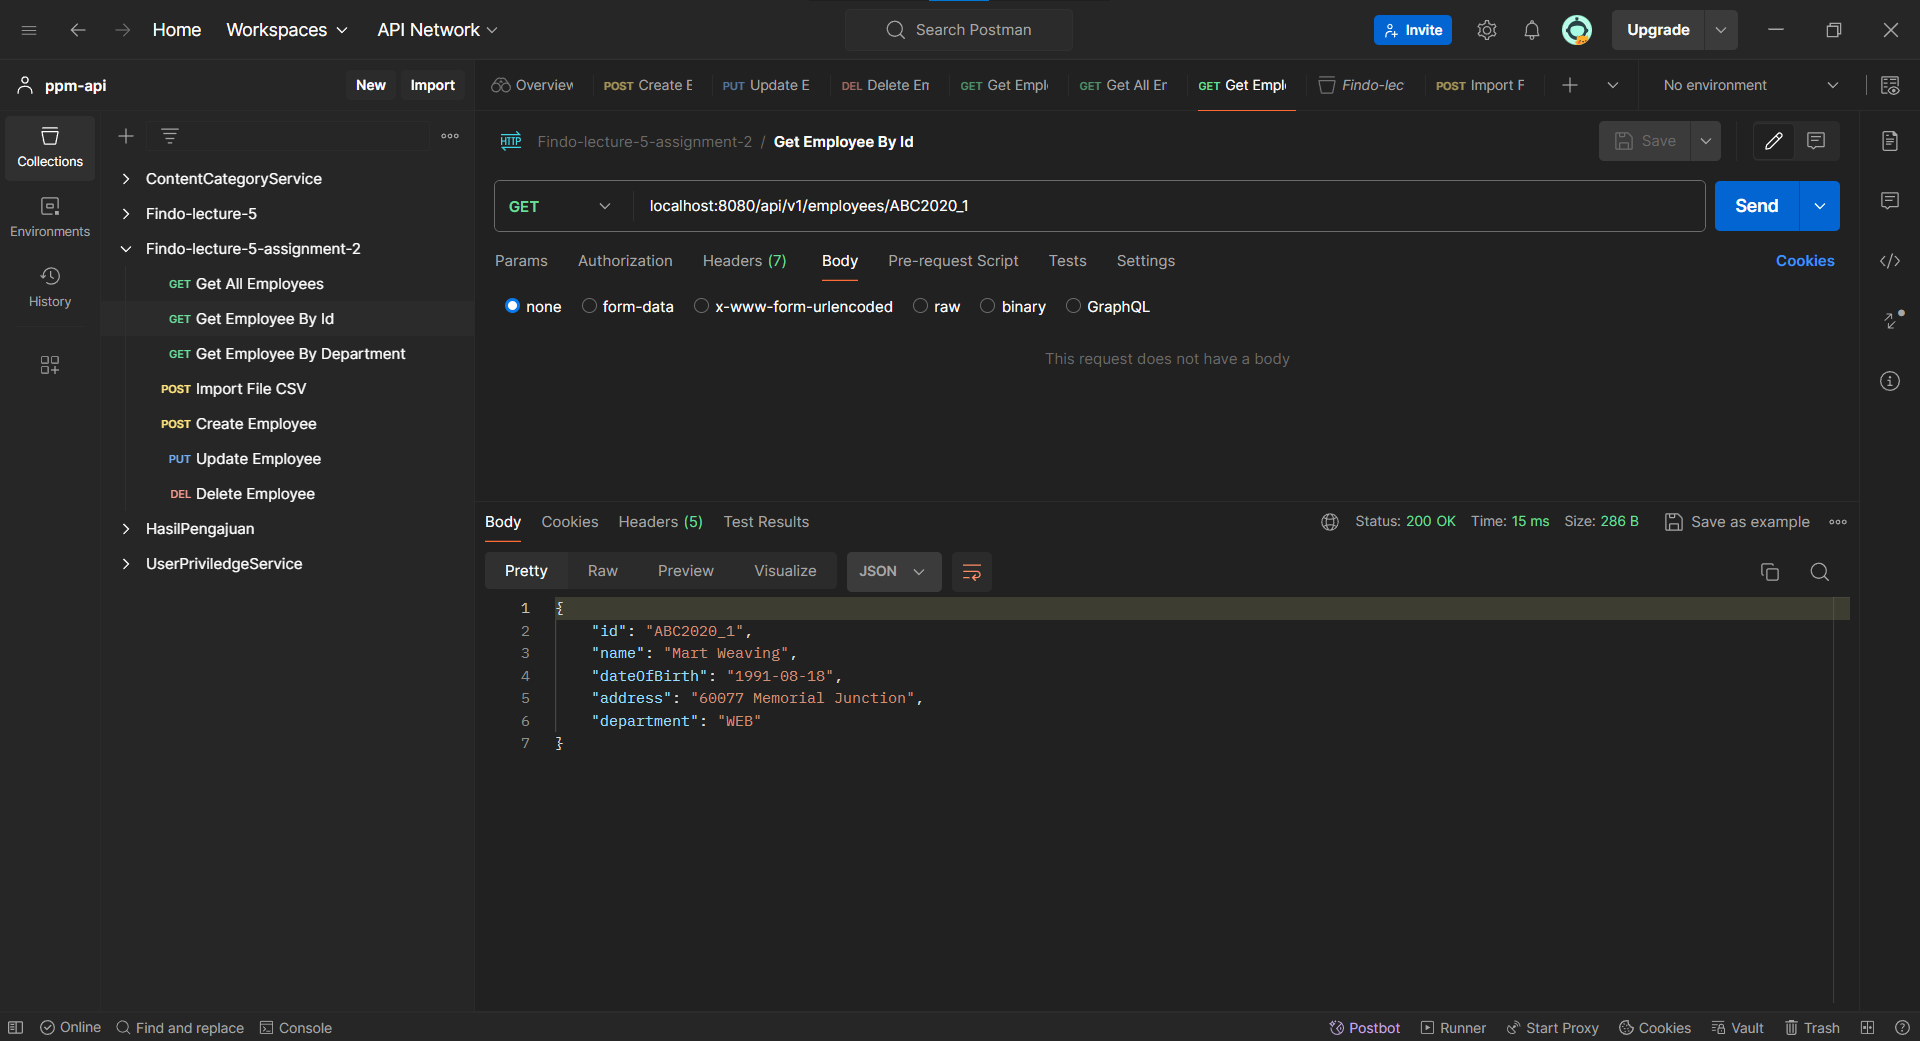 Home Workspaces API Network Search Postman Invite Upgrade
ppm-api New Import
Overview POST Create E PUT Update E DEL Delete Em GET Get Empl GET Get All Er GET Get Empl Findo-lec POST Import F No environment
Collections
Environments
History
ContentCategoryService
Findo-lecture-5
Findo-lecture-5-assignment-2
GET Get All Employees
GET Get Employee By Id
GET Get Employee By Department
POST Import File CSV
POST Create Employee
PUT Update Employee
DEL Delete Employee
HasilPengajuan
UserPriviledgeService
HTTP Findo-lecture-5-assignment-2 / Get Employee By Id Save
GET localhost:8080/api/v1/employees/ABC2020_1 Send
Params Authorization Headers (7) Body Pre-request Script Tests Settings Cookies
none form-data x-www-form-urlencoded raw binary GraphQL
This request does not have a body
Body Cookies Headers (5) Test Results Status: 200 OK Time: 15 ms Size: 286 B Save as example
Pretty Raw Preview Visualize JSON
1 {
2 "id": "ABC2020_1",
3 "name": "Mart Weaving",
4 "dateOfBirth": "1991-08-18",
5 "address": "60077 Memorial Junction",
6 "department": "WEB"
7 }
Online Find and replace Console Postbot Runner Start Proxy Cookies Vault Trash